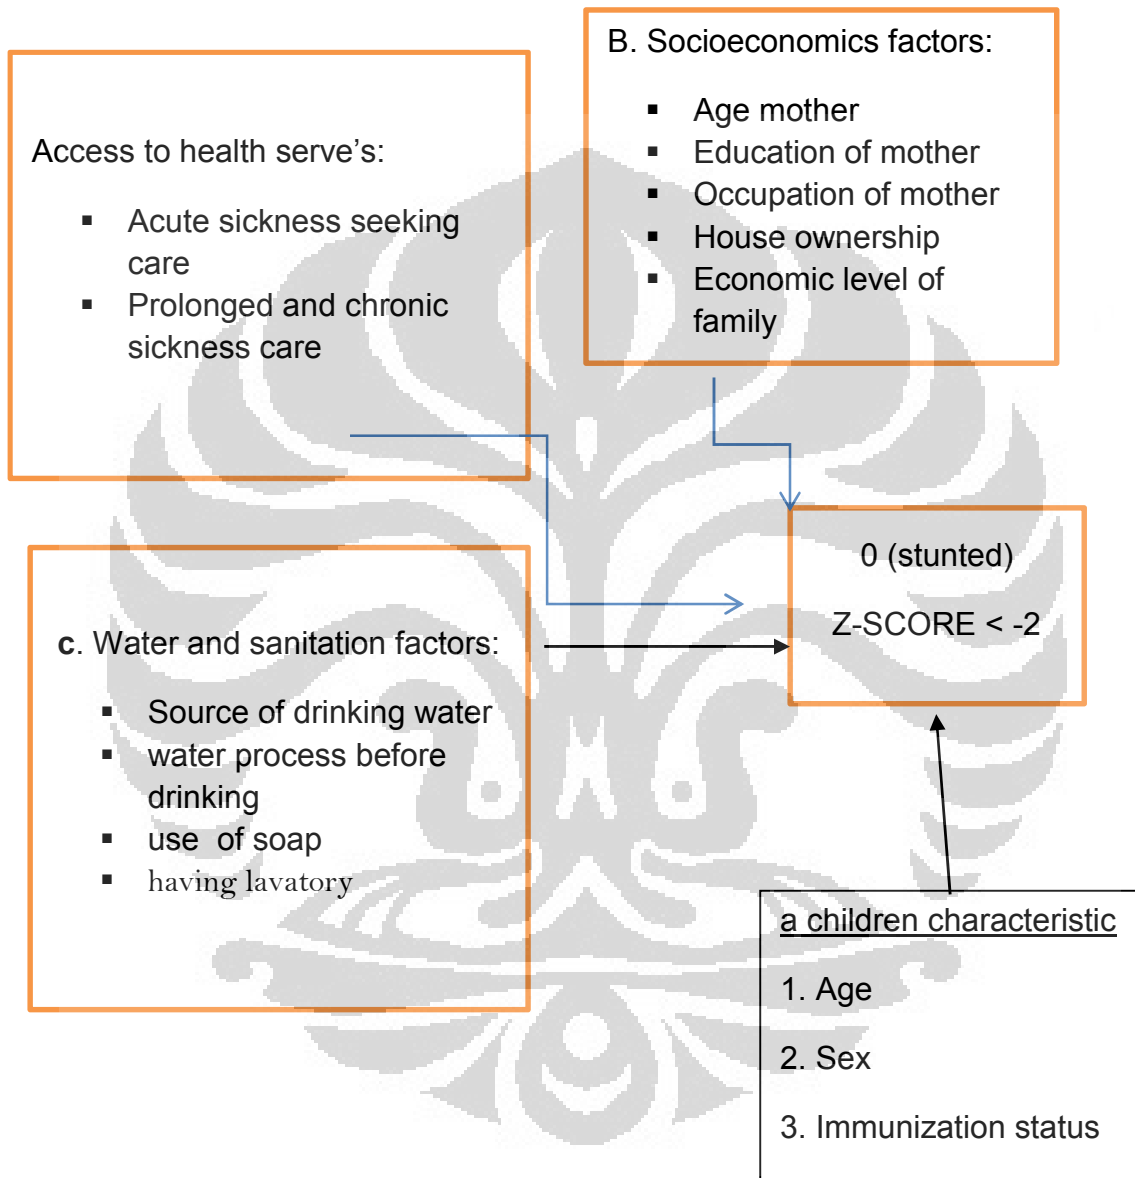 Access to health serve’s:
▪ Acute sickness seeking
care
▪ Prolonged and chronic
sickness care
B. Socioeconomics factors:
▪ Age mother
▪ Education of mother
▪ Occupation of mother
▪ House ownership
▪ Economic level of
family
0 (stunted)
Z-SCORE < -2
c. Water and sanitation factors:
▪ Source of drinking water
▪ water process before
drinking
▪ use of soap
▪ having lavatory
a children characteristic
1. Age
2. Sex
3. Immunization status